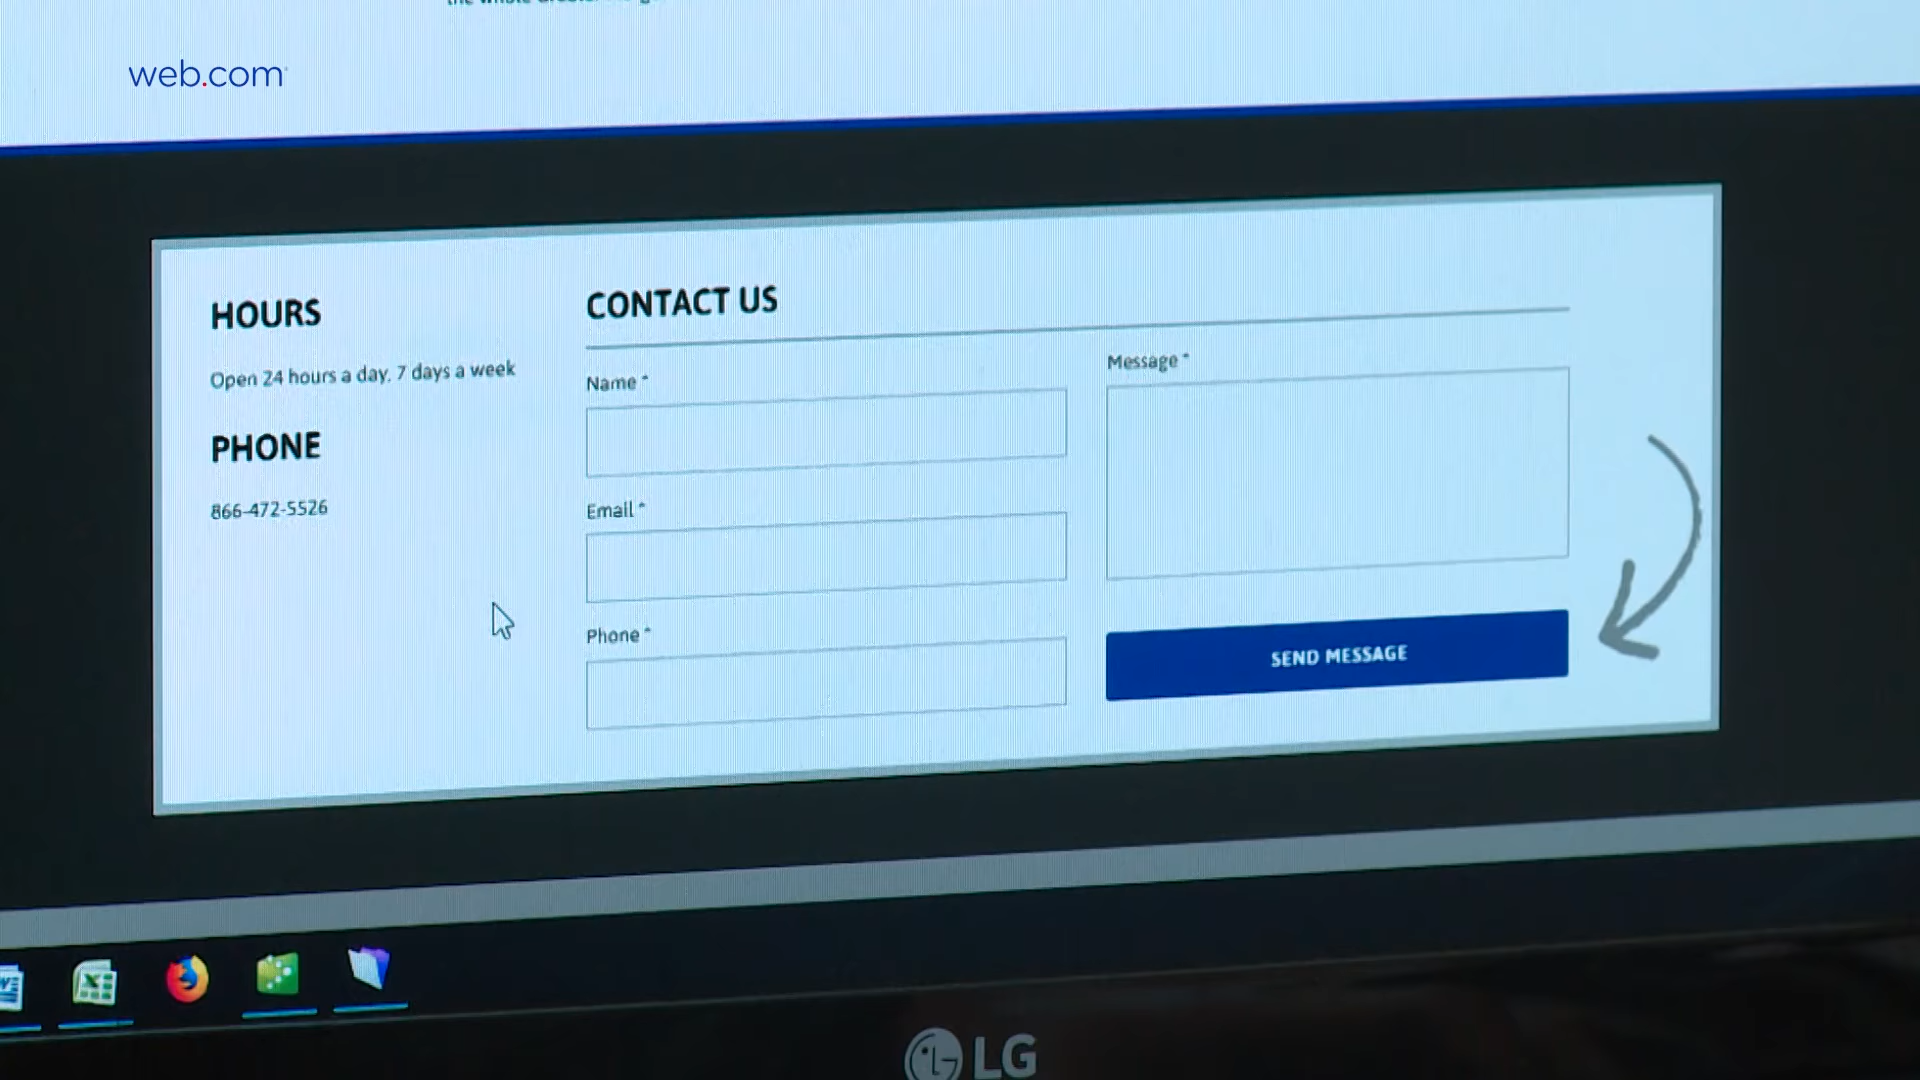 web.com
HOURS
Open 24 hours a day. 7 days a week
PHONE
866-472-5526
CONTACT US
Name *
Email *
Phone *
Message *
SEND MESSAGE
LG